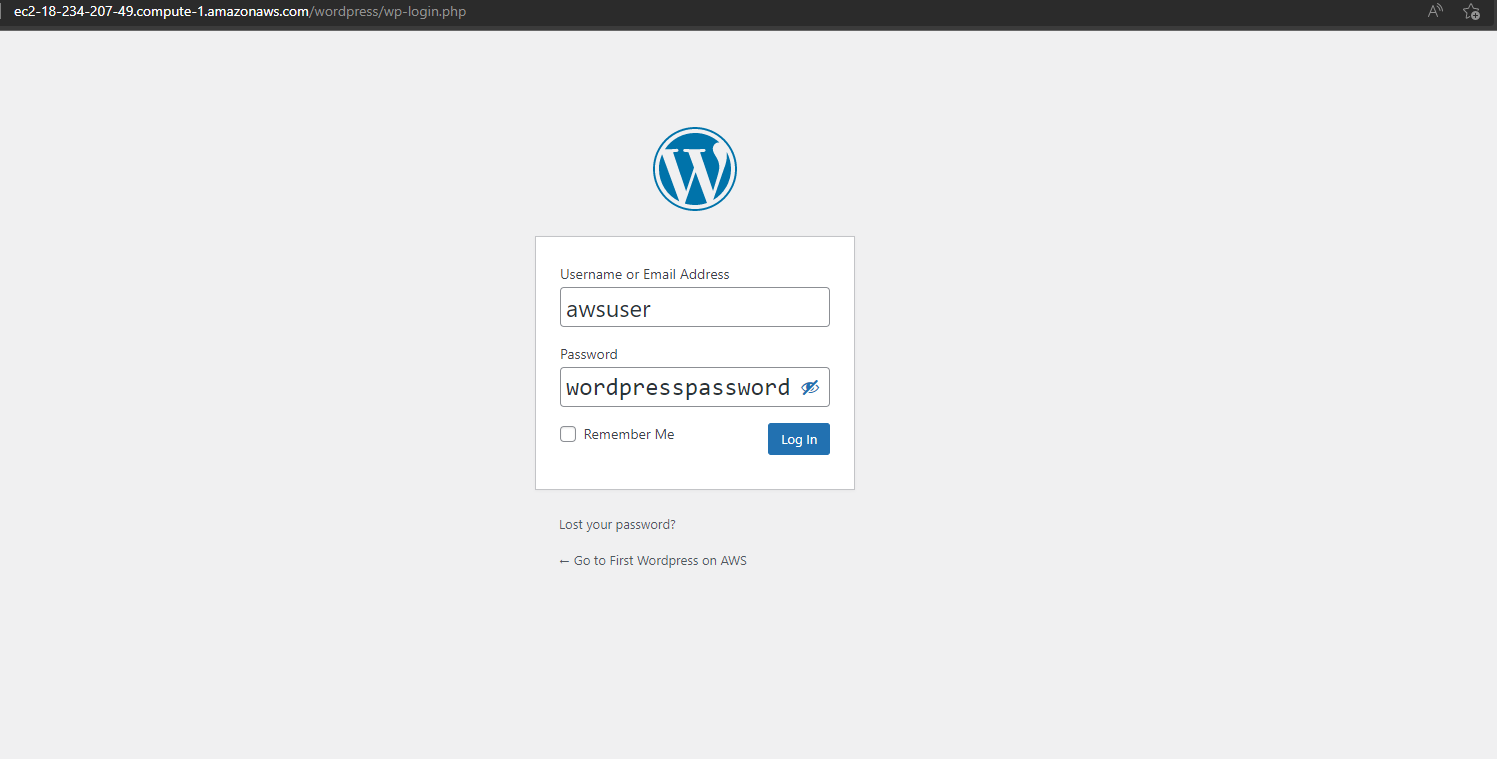 ec2-18-234-207-49.compute-1.amazonaws.com/wordpress/wp-login.php
Username or Email Address
awsuser
Password
wordpresspassword
Remember Me
Log In
Lost your password?
← Go to First Wordpress on AWS